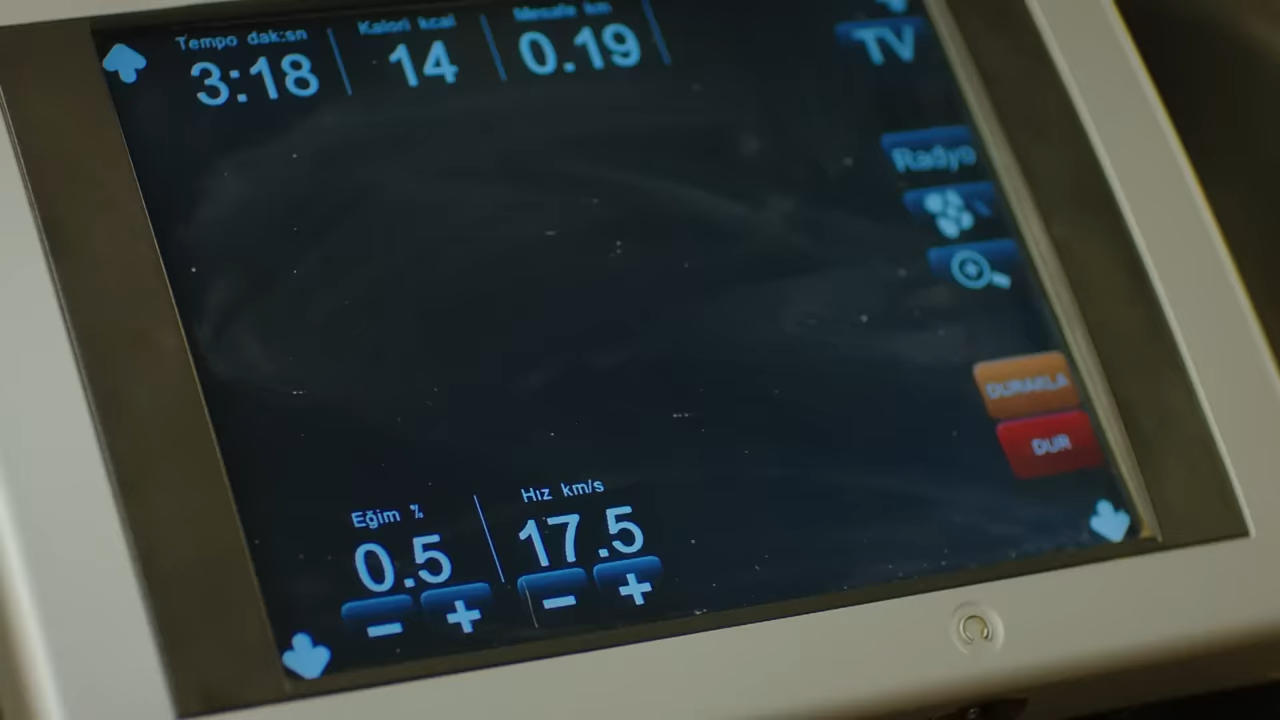 Tempo dak:sn
3:18
Kalori kcal
14
Mesafe km
0.19
TV
Radyo
DURAKLA
DUR
Eğim %
0.5
- +
Hız km/s
17.5
- +